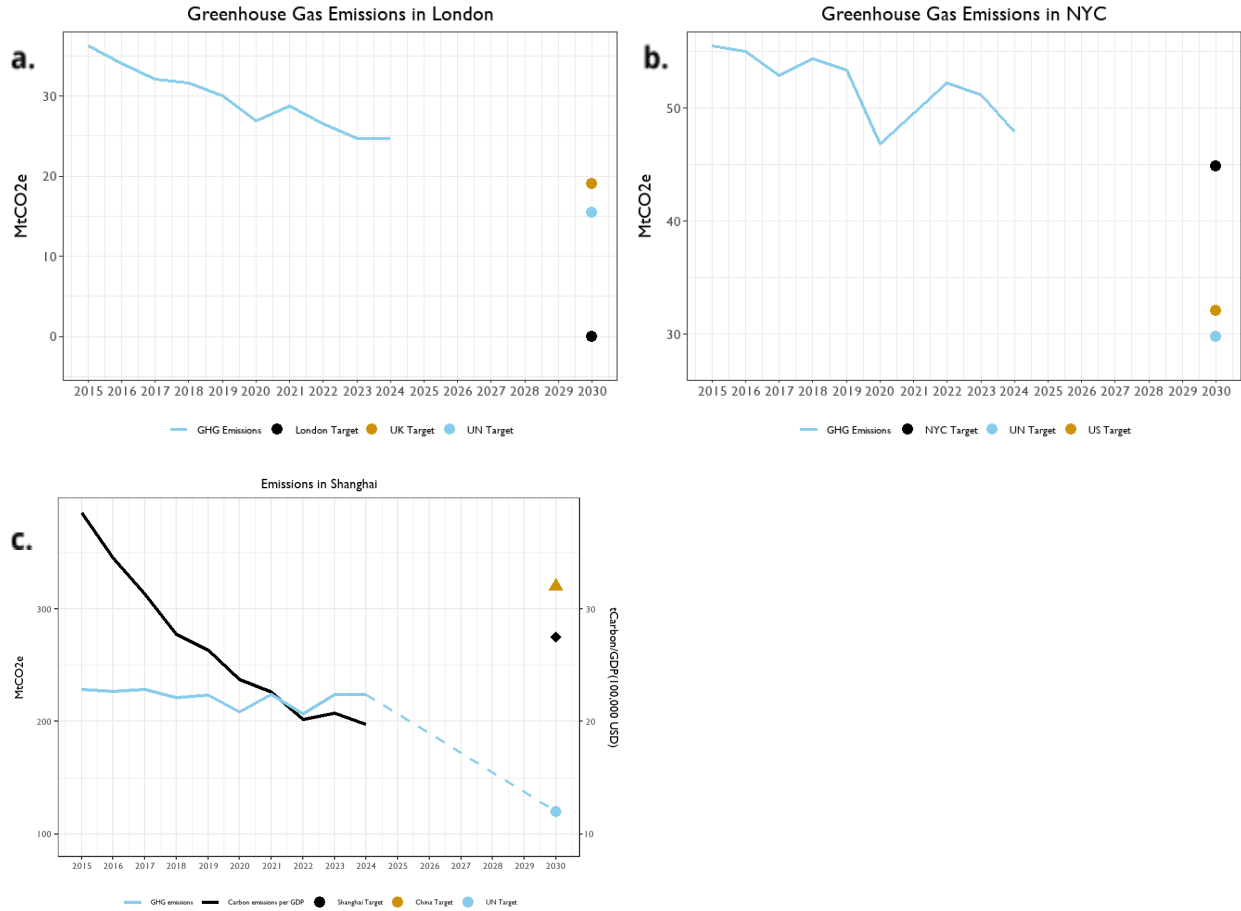 Greenhouse Gas Emissions in London
a.
MtCO2e
30
20
10
0
2015 2016 2017 2018 2019 2020 2021 2022 2023 2024 2025 2026 2027 2028 2029 2030
GHG Emissions London Target UK Target UN Target
Greenhouse Gas Emissions in NYC
b.
MtCO2e
50
40
30
2015 2016 2017 2018 2019 2020 2021 2022 2023 2024 2025 2026 2027 2028 2029 2030
GHG Emissions NYC Target UN Target US Target
Emissions in Shanghai
c.
MtCO2e
300
200
100
30
20
10
tCarbon/GDP(100,000 USD)
2015 2016 2017 2018 2019 2020 2021 2022 2023 2024 2025 2026 2027 2028 2029 2030
GHG emissions Carbon emissions per GDP Shanghai Target China Target UN Target